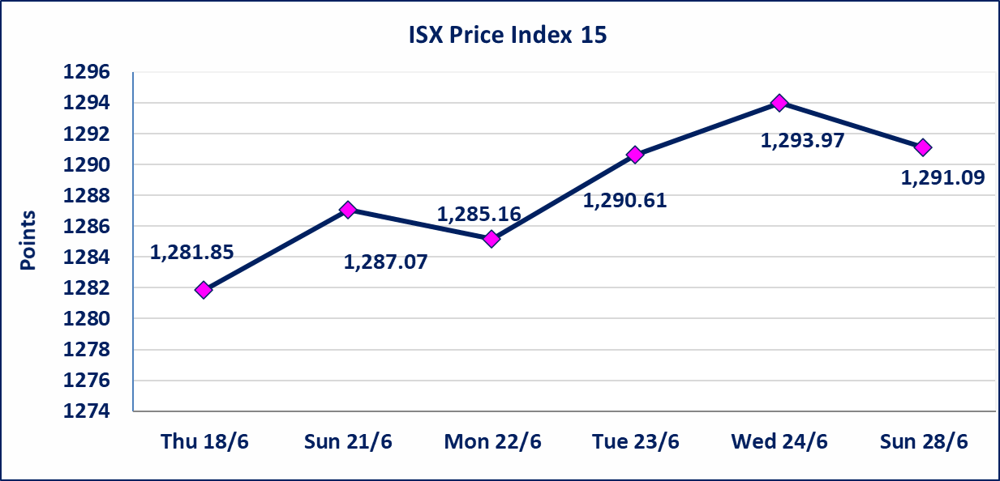 ISX Price Index 15
1296
1294
1292
1290
1288
1286
1284
1282
1280
1278
1276
1274
Points
1,281.85
1,287.07
1,285.16
1,290.61
1,293.97
1,291.09
Thu 18/6
Sun 21/6
Mon 22/6
Tue 23/6
Wed 24/6
Sun 28/6